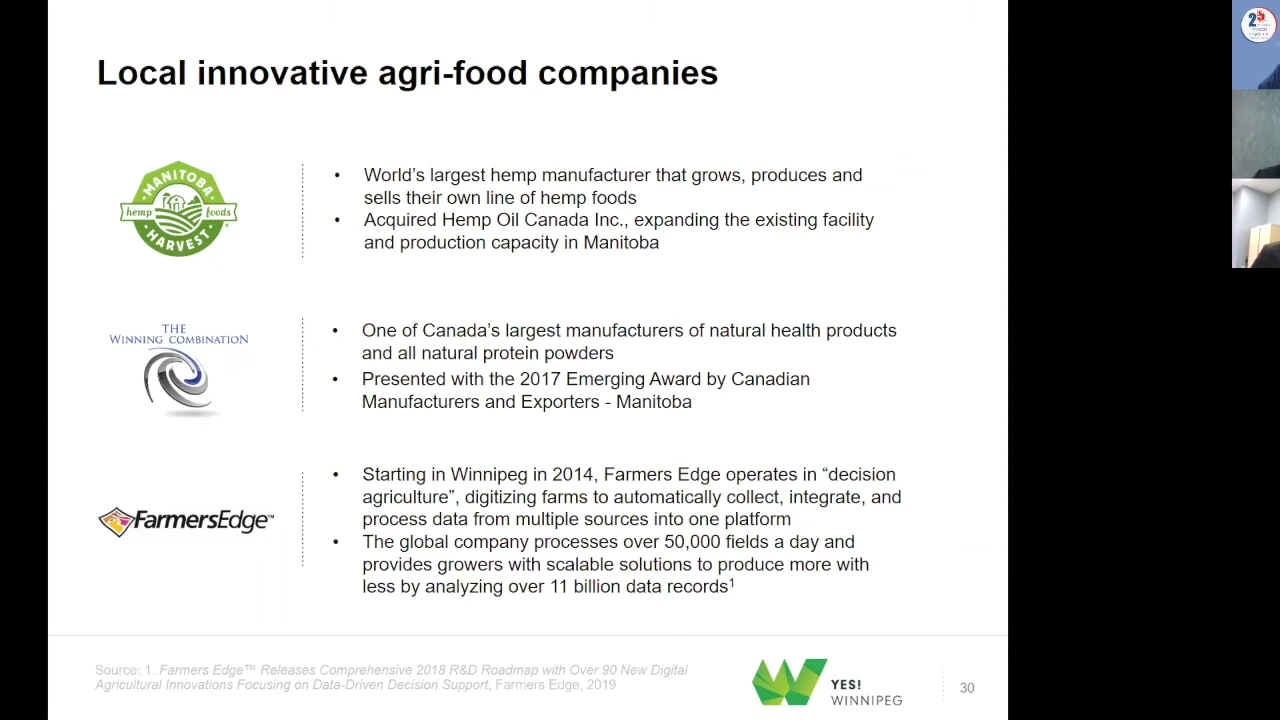 Local innovative agri-food companies
MANITOBA
hemp foods
HARVEST
• World’s largest hemp manufacturer that grows, produces and
sells their own line of hemp foods
• Acquired Hemp Oil Canada Inc., expanding the existing facility
and production capacity in Manitoba
THE
WINNING COMBINATION
• One of Canada’s largest manufacturers of natural health products
and all natural protein powders
• Presented with the 2017 Emerging Award by Canadian
Manufacturers and Exporters - Manitoba
FarmersEdge™
• Starting in Winnipeg in 2014, Farmers Edge operates in “decision
agriculture”, digitizing farms to automatically collect, integrate, and
process data from multiple sources into one platform
• The global company processes over 50,000 fields a day and
provides growers with scalable solutions to produce more with
less by analyzing over 11 billion data records¹
Source: 1. Farmers Edge™ Releases Comprehensive 2018 R&D Roadmap with Over 90 New Digital
Agricultural Innovations Focusing on Data-Driven Decision Support, Farmers Edge, 2019
YES!
WINNIPEG
30